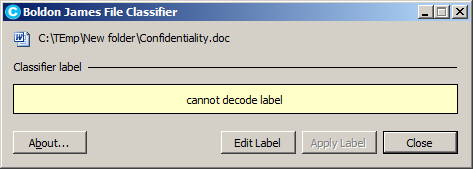 Boldon James File Classifier
C:\TEmp\New folder\Confidentiality.doc
Classifier label
cannot decode label
About... Edit Label Apply Label Close